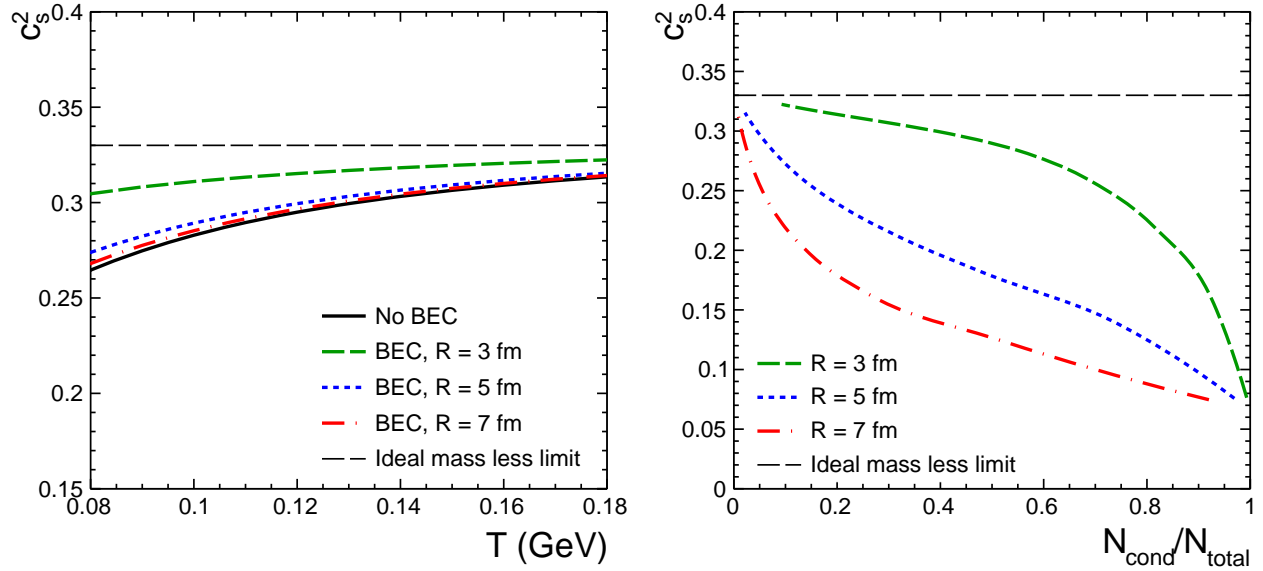 c_s^2
0.4
0.35
0.3
0.25
0.2
0.15
No BEC
BEC, R = 3 fm
BEC, R = 5 fm
BEC, R = 7 fm
Ideal mass less limit
0.08 0.1 0.12 0.14 0.16 0.18
T (GeV)
c_s^2
0.4
0.35
0.3
0.25
0.2
0.15
0.1
0.05
0
R = 3 fm
R = 5 fm
R = 7 fm
Ideal mass less limit
0 0.2 0.4 0.6 0.8 1
N_cond/N_total